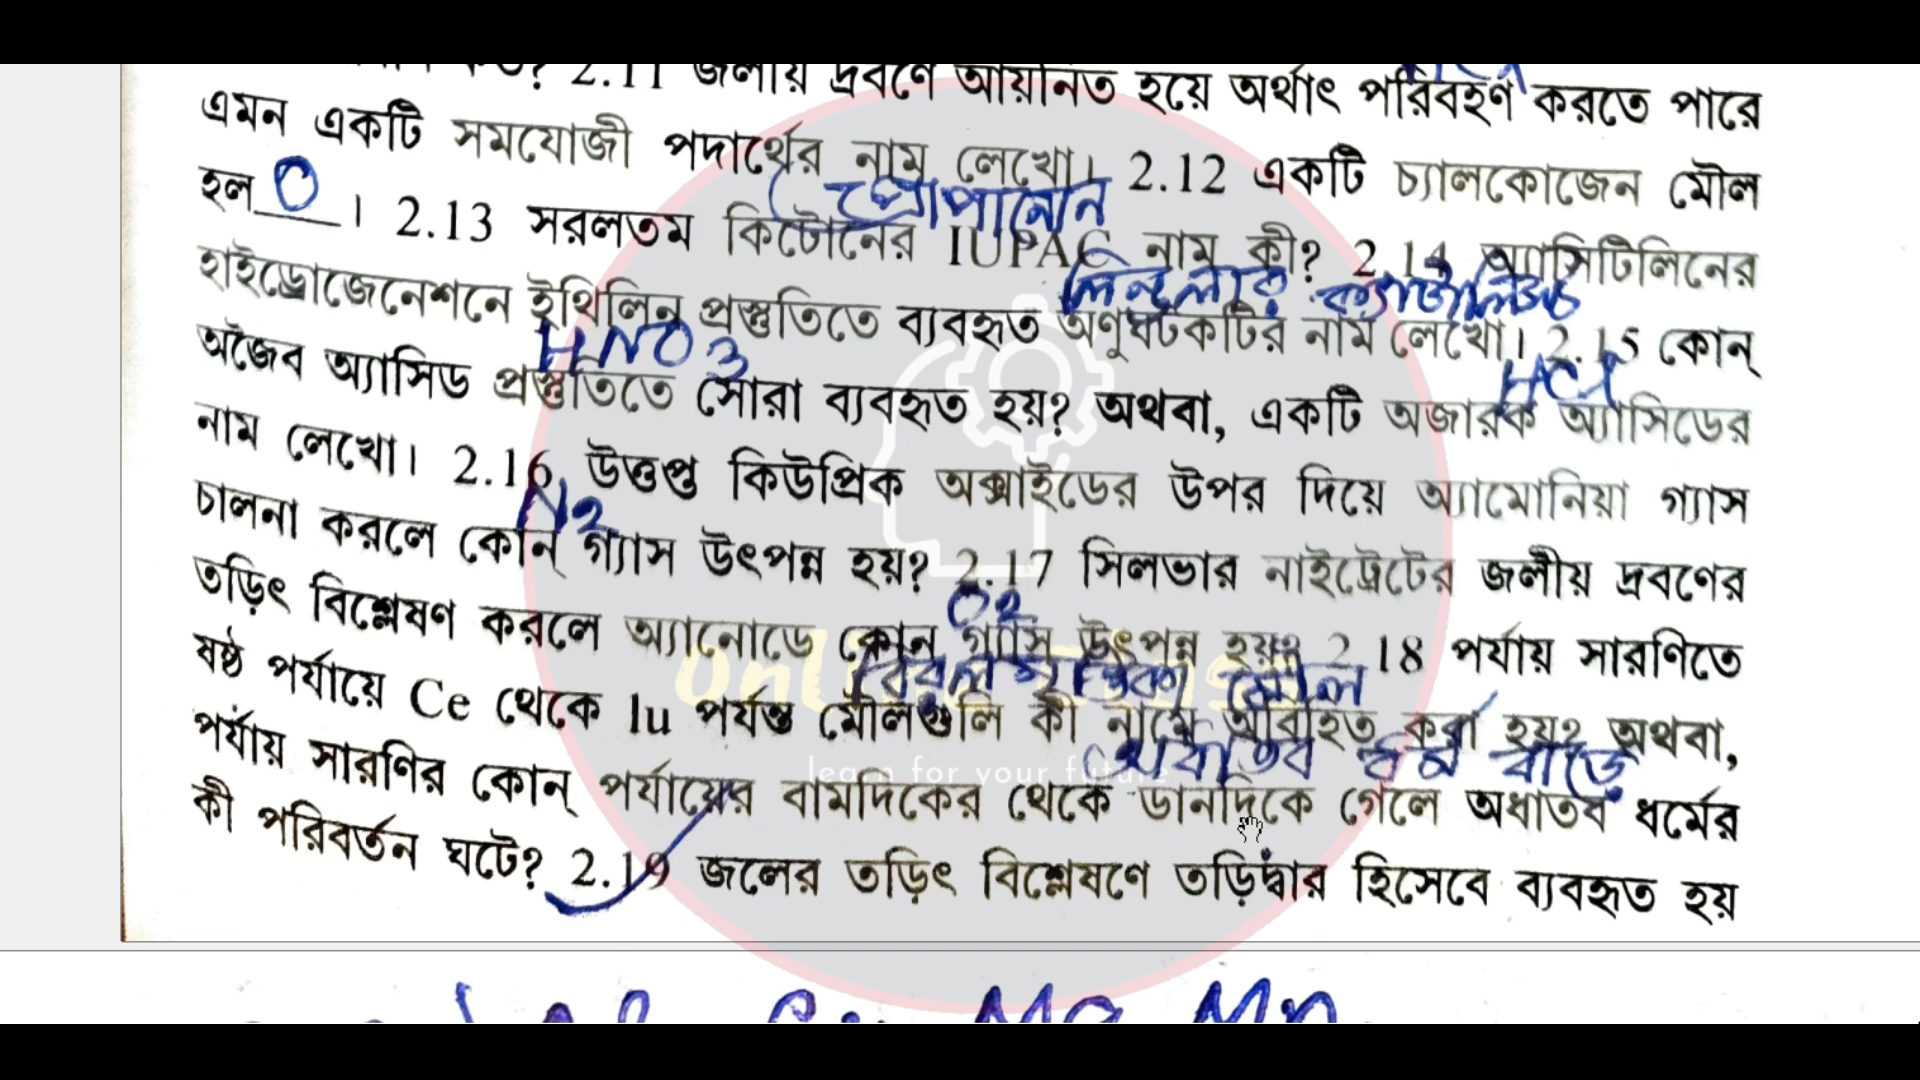 2.11 জলীয় দ্রবণে আয়নিত হয়ে অর্থাৎ পরিবহণ করতে পারে
এমন একটি সমযোজী পদার্থের নাম লেখো। 2.12 একটি চ্যালকোজেন মৌল
হল O । 2.13 সরলতম কিটোনের IUPAC নাম কী? 2.14 অ্যাসিটিলিনের
প্রোপানোন
হাইড্রোজেনেশনে ইথিলিন প্রস্তুতিতে ব্যবহৃত অণুঘটকটির নাম লেখো। 2.15 কোন্
HNO3
অজৈব অ্যাসিড প্রস্তুতিতে সোরা ব্যবহৃত হয়? অথবা, একটি অজারক অ্যাসিডের
HCl
নাম লেখো। 2.16 উত্তপ্ত কিউপ্রিক অক্সাইডের উপর দিয়ে অ্যামোনিয়া গ্যাস
N2
চালনা করলে কোন্ গ্যাস উৎপন্ন হয়? 2.17 সিলভার নাইট্রেটের জলীয় দ্রবণের
O2
তড়িৎ বিশ্লেষণ করলে অ্যানোডে কোন গ্যাস উৎপন্ন হয়? 2.18 পর্যায় সারণিতে
বিরল মৃত্তিকা মৌল
ষষ্ঠ পর্যায়ে Ce থেকে lu পর্যন্ত মৌলগুলি কী নামে অভিহিত করা হয়? অথবা,
অধাতব ধর্ম বাড়ে
পর্যায় সারণির কোন্ পর্যায়ের বামদিকের থেকে ডানদিকে গেলে অধাতব ধর্মের
learn for your future
কী পরিবর্তন ঘটে? 2.19 জলের তড়িৎ বিশ্লেষণে তড়িদ্দ্বার হিসেবে ব্যবহৃত হয়